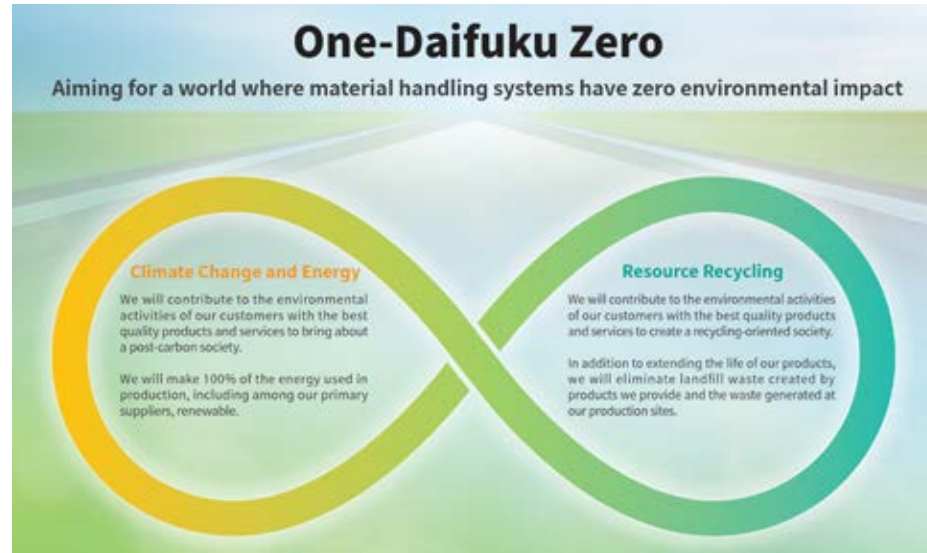 One-Daifuku Zero
Aiming for a world where material handling systems have zero environmental impact
Climate Change and Energy
We will contribute to the environmental
activities of our customers with the best
quality products and services to bring about
a post-carbon society.
We will make 100% of the energy used in
production, including among our primary
suppliers, renewable.
Resource Recycling
We will contribute to the environmental activities
of our customers with the best quality products
and services to create a recycling-oriented society.
In addition to extending the life of our products,
we will eliminate landfill waste created by
products we provide and the waste generated at
our production sites.